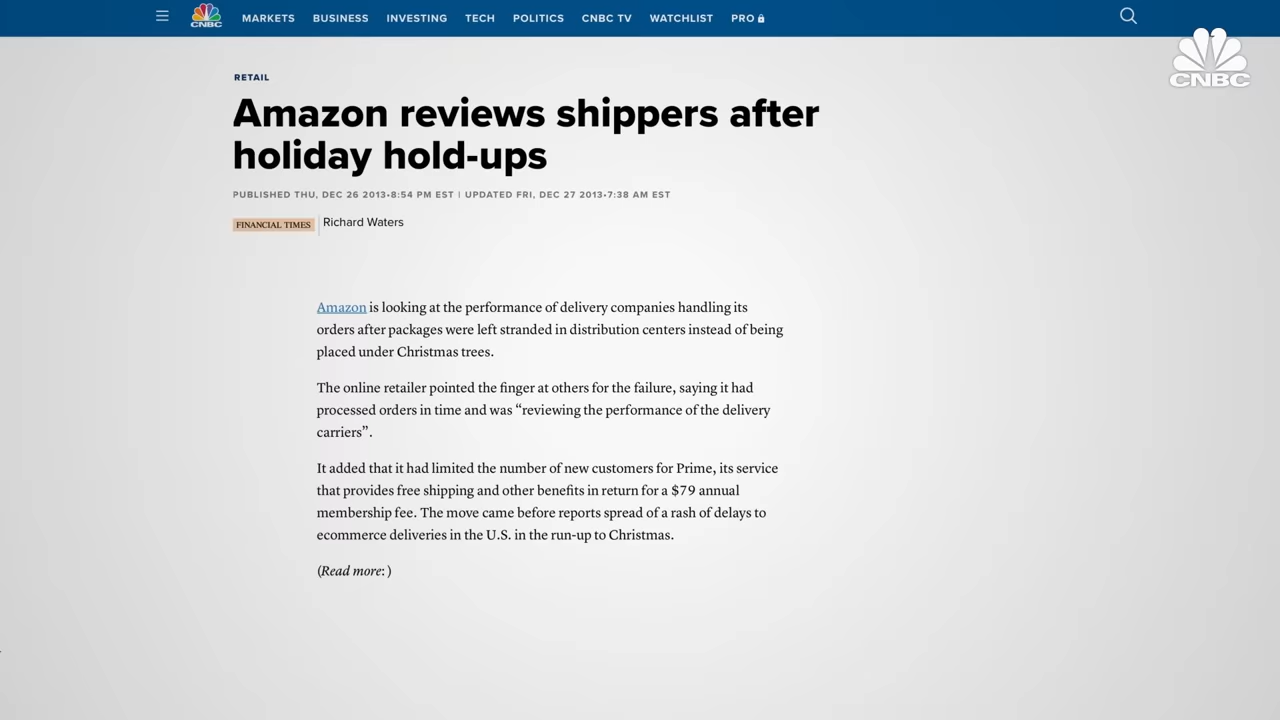 CNBC MARKETS BUSINESS INVESTING TECH POLITICS CNBC TV WATCHLIST PRO
CNBC
RETAIL
Amazon reviews shippers after
holiday hold-ups
PUBLISHED THU, DEC 26 2013•8:54 PM EST | UPDATED FRI, DEC 27 2013•7:38 AM EST
FINANCIAL TIMES Richard Waters
Amazon is looking at the performance of delivery companies handling its
orders after packages were left stranded in distribution centers instead of being
placed under Christmas trees.
The online retailer pointed the finger at others for the failure, saying it had
processed orders in time and was “reviewing the performance of the delivery
carriers”.
It added that it had limited the number of new customers for Prime, its service
that provides free shipping and other benefits in return for a $79 annual
membership fee. The move came before reports spread of a rash of delays to
ecommerce deliveries in the U.S. in the run-up to Christmas.
(Read more: )